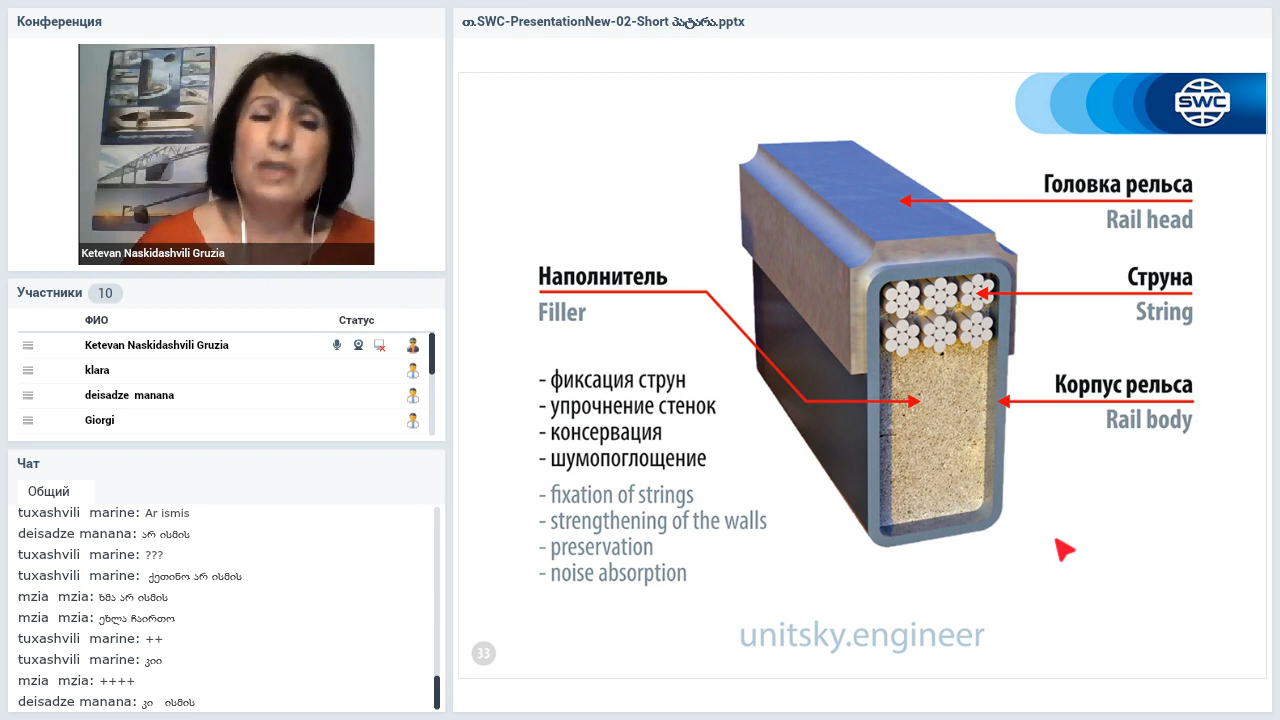 Конференция
Ketevan Naskidashvili Gruzia
Участники 10
ФИО Статус
Ketevan Naskidashvili Gruzia
klara
deisadze manana
Giorgi
Чат
Общий
tuxashvili marine: Ar ismis
deisadze manana: არ ისმის
tuxashvili marine: ???
tuxashvili marine: ქეთინო არ ისმის
mzia mzia: ხმა არ ისმის
mzia mzia: ეხლა ჩაირთო
tuxashvili marine: ++
tuxashvili marine: კიი
mzia mzia: ++++
deisadze manana: კი ისმის
თ.SWC-PresentationNew-02-Short პატარა.pptx
SWC
Головка рельса
Rail head
Наполнитель
Filler
Струна
String
Корпус рельса
Rail body
- фиксация струн
- упрочнение стенок
- консервация
- шумопоглощение
- fixation of strings
- strengthening of the walls
- preservation
- noise absorption
unitsky.engineer
33